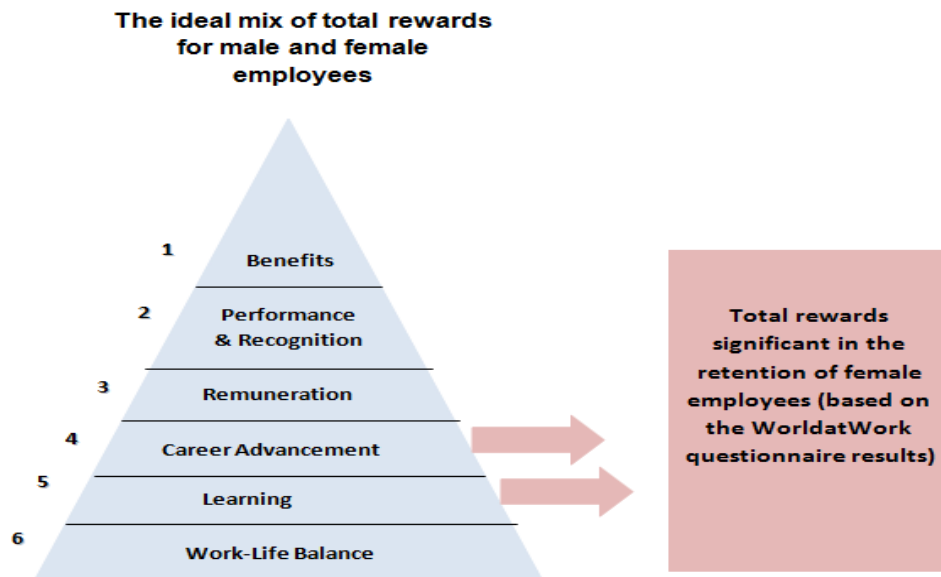 The ideal mix of total rewards
for male and female
employees
1
Benefits
2
Performance
& Recognition
3
Remuneration
4
Career Advancement
5
Learning
6
Work-Life Balance
Total rewards
significant in the
retention of female
employees (based on
the WorldatWork
questionnaire results)